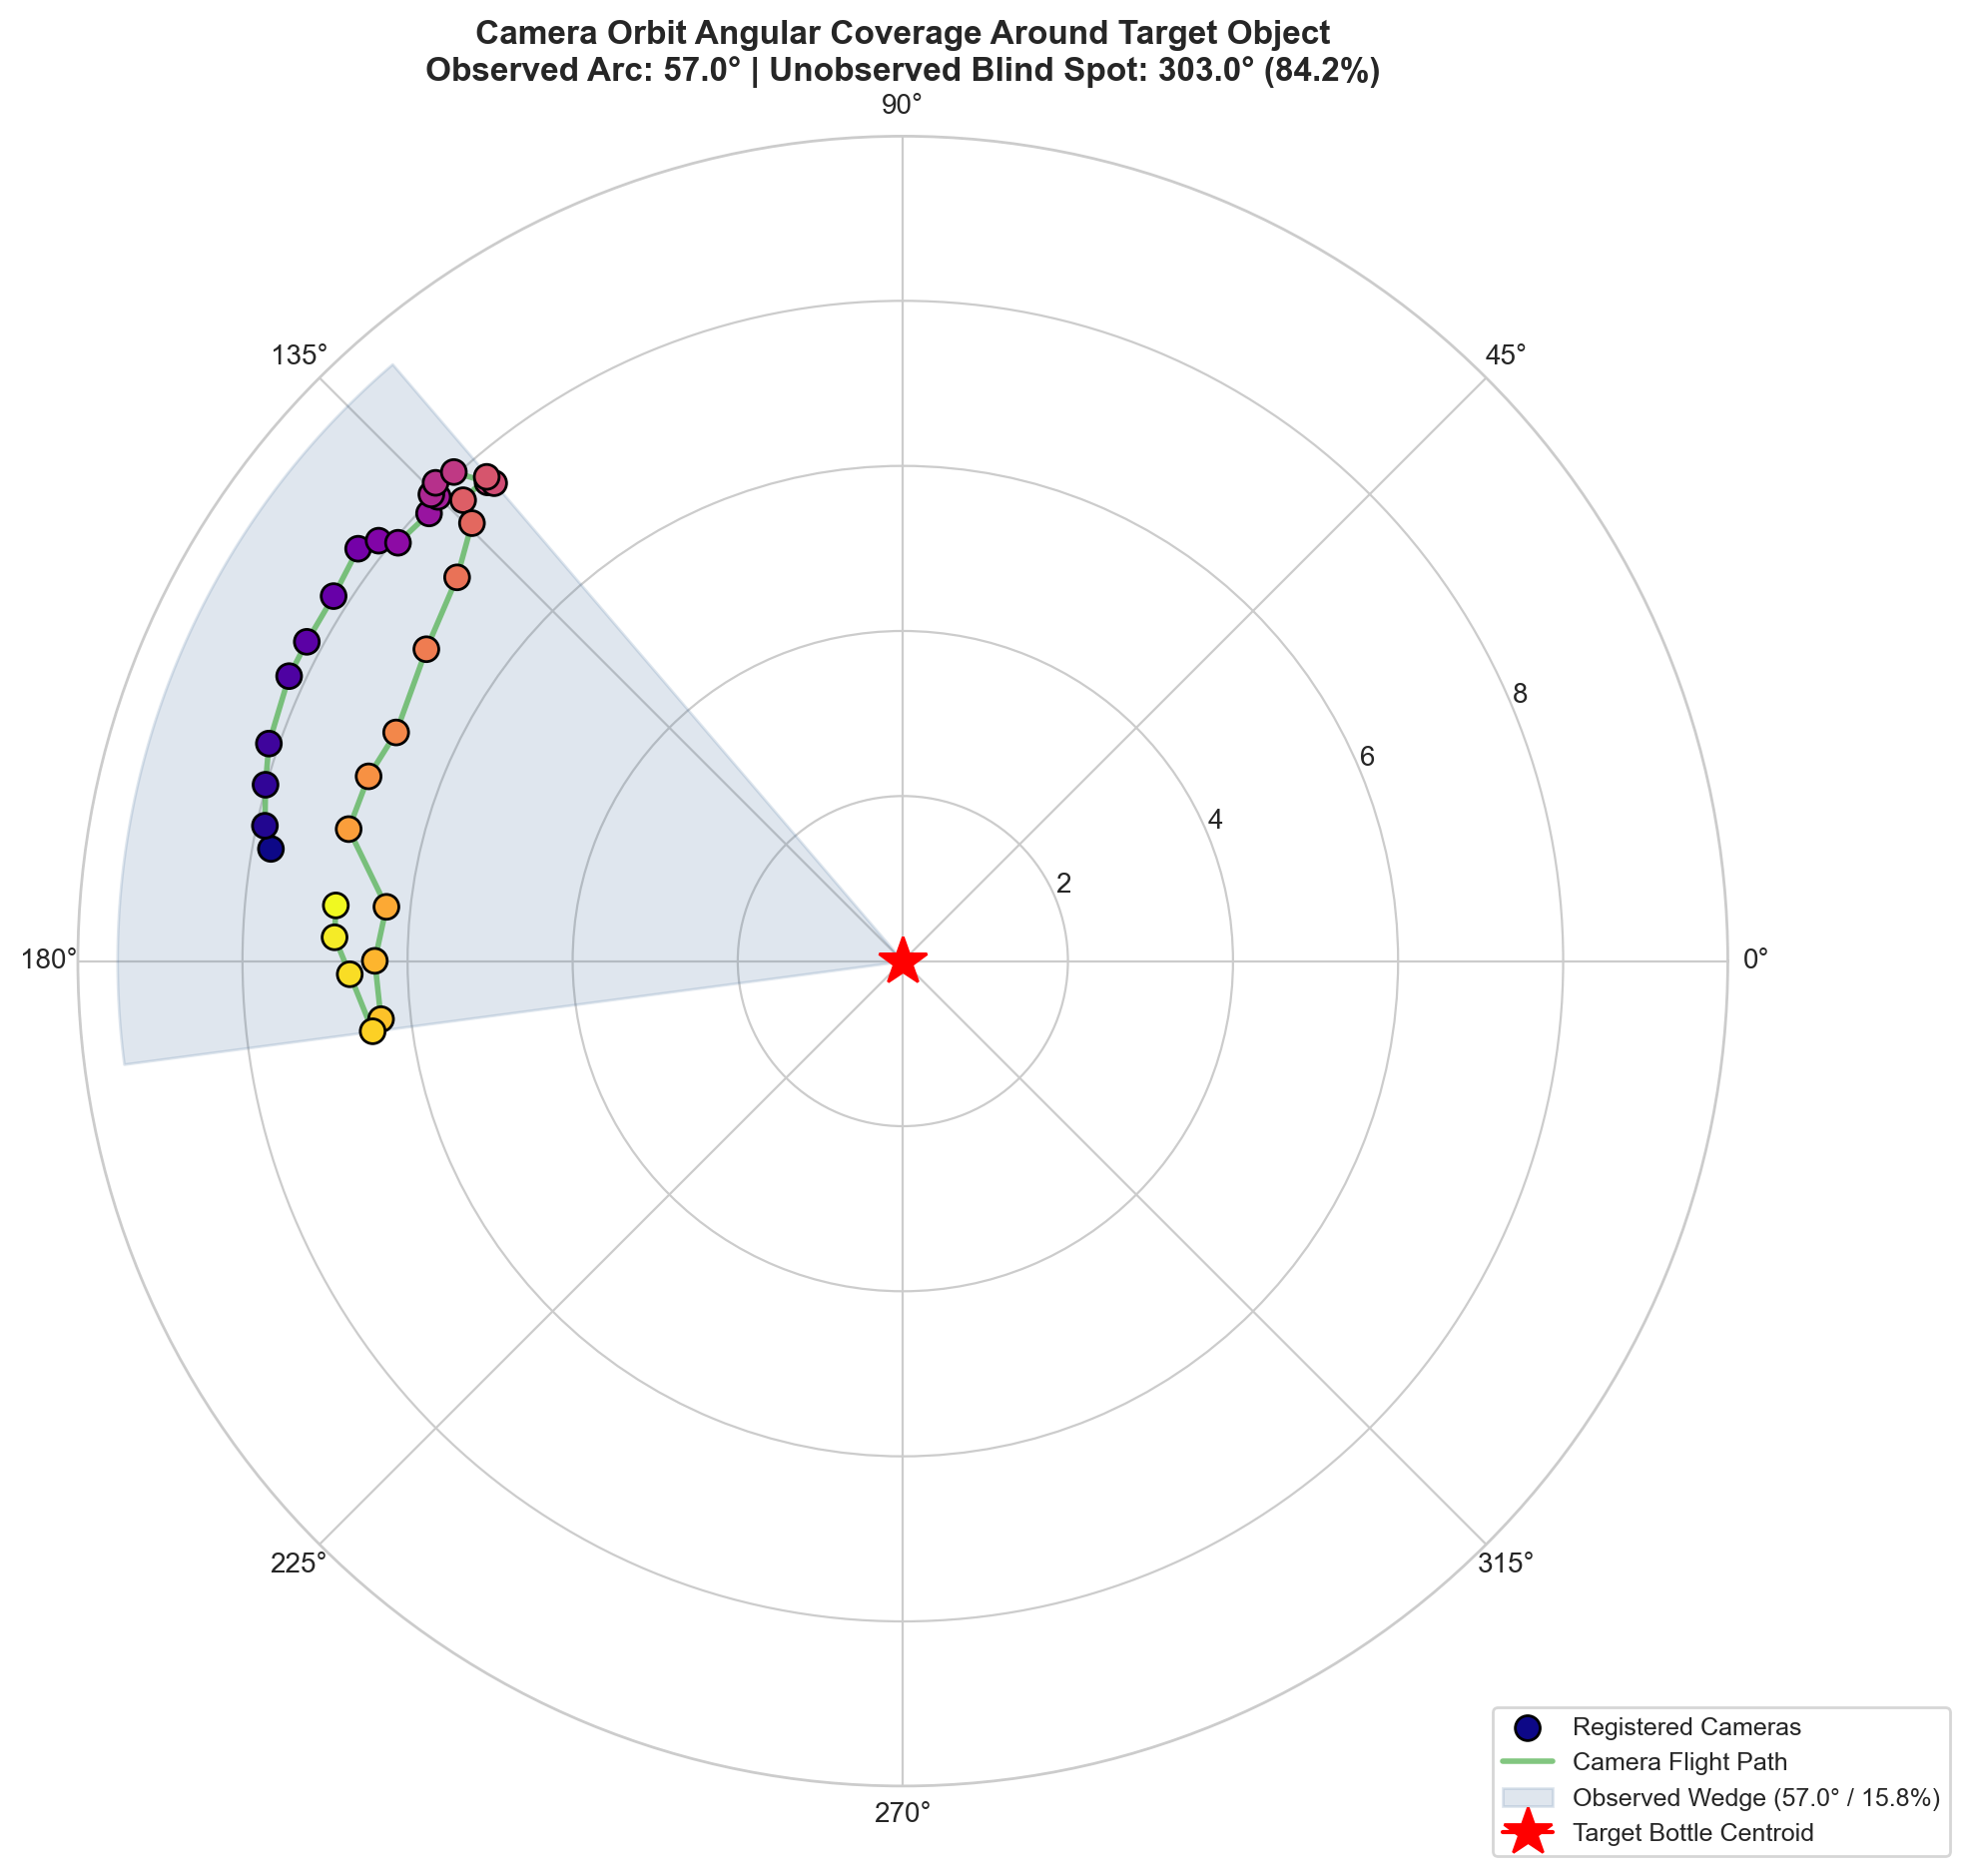 Camera Orbit Angular Coverage Around Target Object
Observed Arc: 57.0° | Unobserved Blind Spot: 303.0° (84.2%)
90°
135°
45°
8
6
4
2
180°
0°
225°
315°
270°
Registered Cameras
Camera Flight Path
Observed Wedge (57.0° / 15.8%)
Target Bottle Centroid